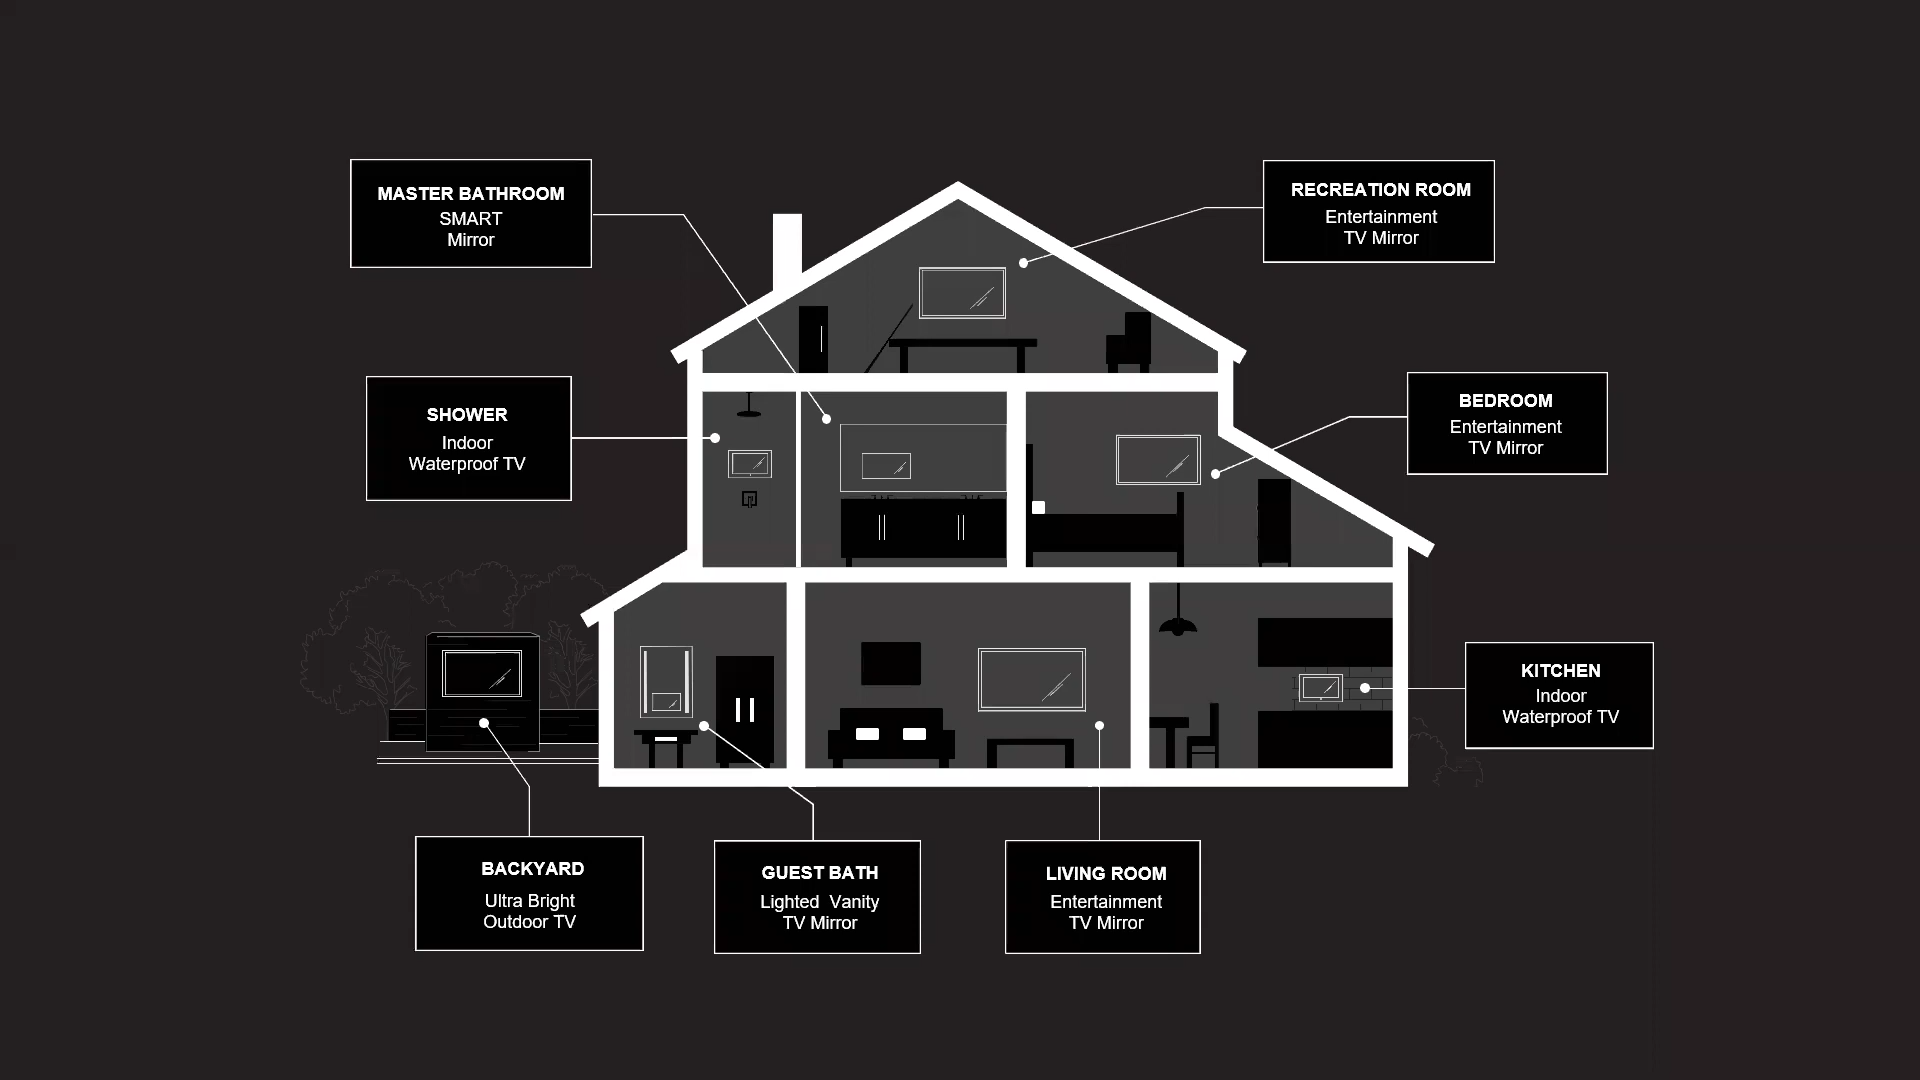 MASTER BATHROOM
SMART
Mirror
RECREATION ROOM
Entertainment
TV Mirror
SHOWER
Indoor
Waterproof TV
BEDROOM
Entertainment
TV Mirror
KITCHEN
Indoor
Waterproof TV
BACKYARD
Ultra Bright
Outdoor TV
GUEST BATH
Lighted Vanity
TV Mirror
LIVING ROOM
Entertainment
TV Mirror